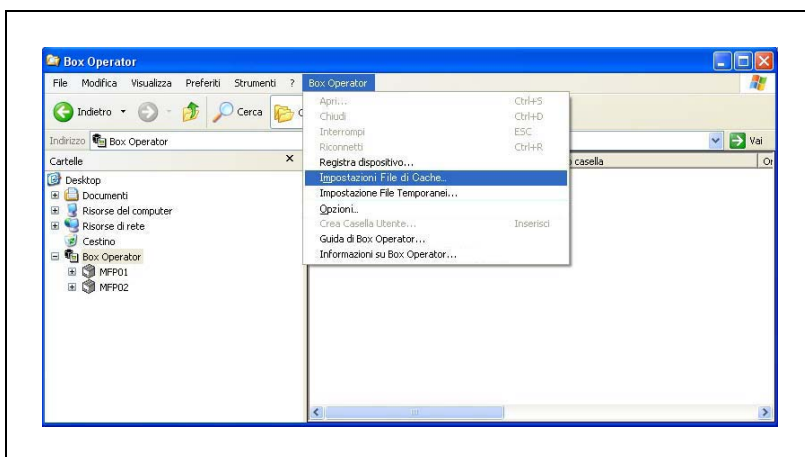 Box Operator
File Modifica Visualizza Preferiti Strumenti ? Box Operator
Indietro Cerca
Indirizzo Box Operator Vai
Cartelle casella
Desktop
Documenti
Risorse del computer
Risorse di rete
Cestino
Box Operator
MFP01
MFP02
Apri... Ctrl+S
Chiudi Ctrl+D
Interrompi ESC
Riconnetti Ctrl+R
Registra dispositivo...
Impostazioni File di Cache...
Impostazione File Temporanei...
Opzioni...
Crea Casella Utente... Inserisci
Guida di Box Operator...
Informazioni su Box Operator...